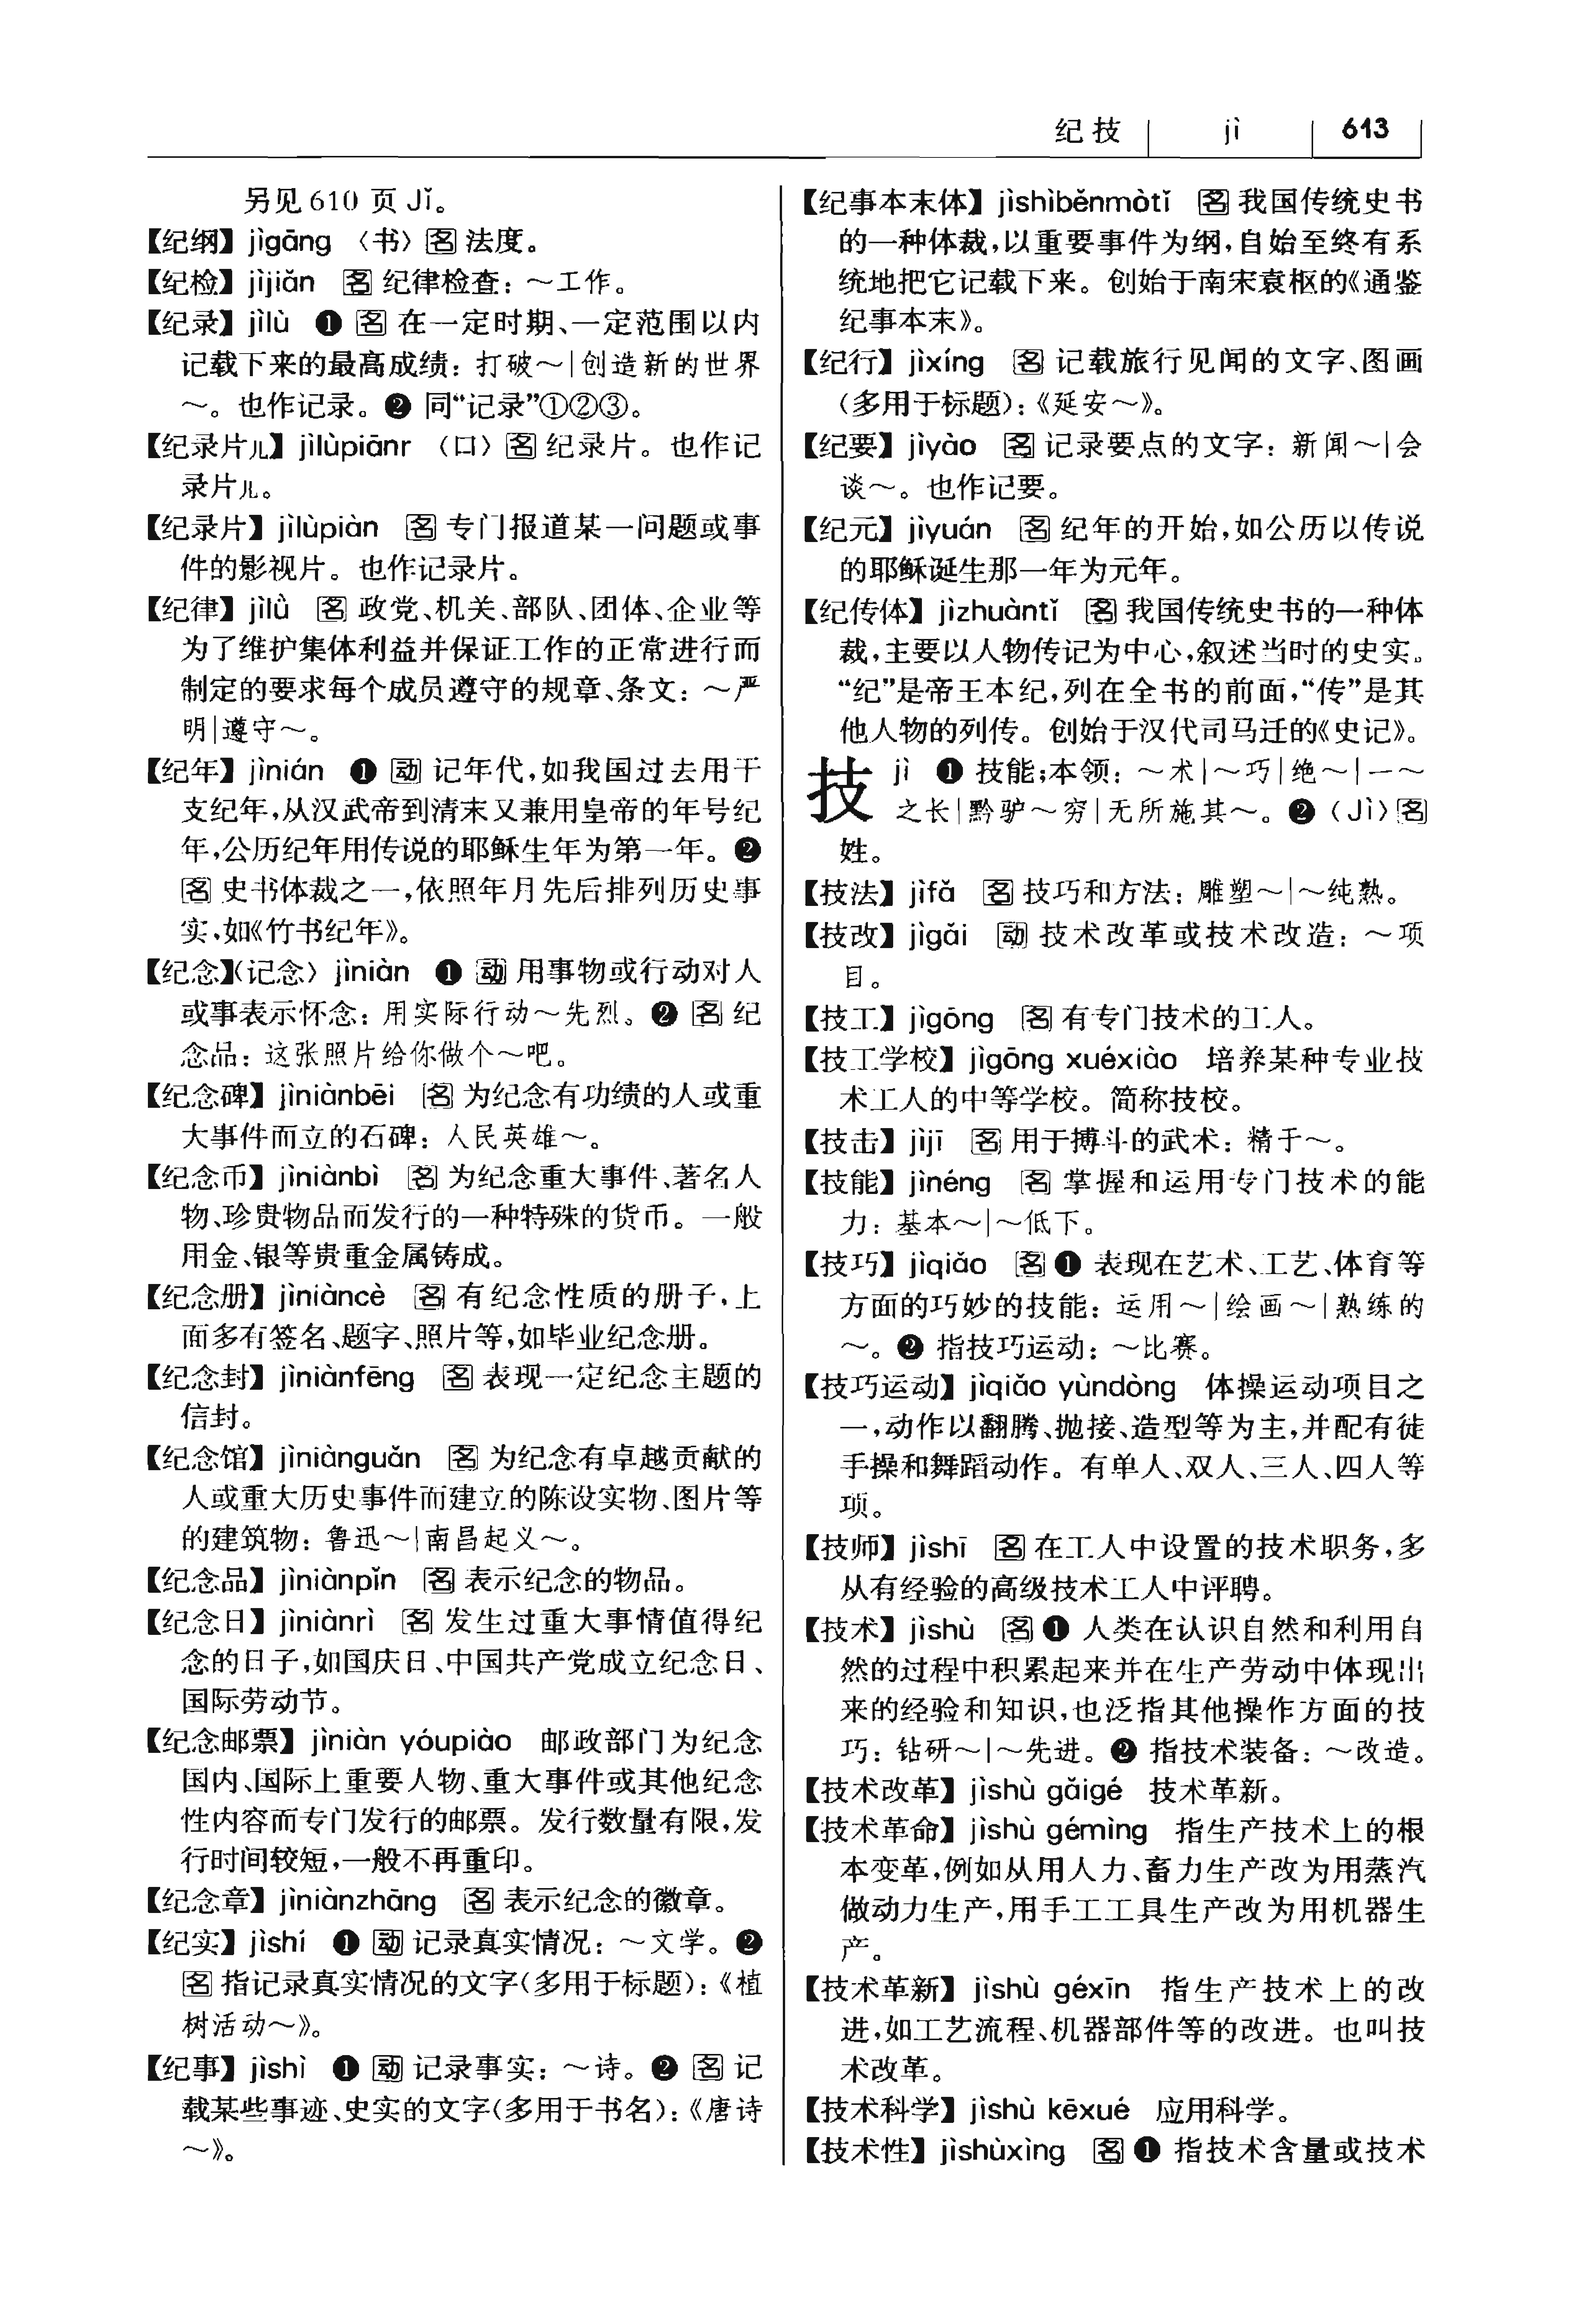 纪技 jì 613
另见610 页 Jǐ。
【纪纲】jìgāng 〈书〉名 法度。
【纪检】jìjiǎn 名 纪律检查：～工作。
【纪录】jìlù ❶ 名 在一定时期、一定范围以内
记载下来的最高成绩：打破～|创造新的世界
～。也作记录。❷ 同“记录”①②③。
【纪录片儿】jìlùpiānr 〈口〉名 纪录片。也作记
录片儿。
【纪录片】jìlùpiàn 名 专门报道某一问题或事
件的影视片。也作记录片。
【纪律】jìlǜ 名 政党、机关、部队、团体、企业等
为了维护集体利益并保证工作的正常进行而
制定的要求每个成员遵守的规章、条文：～严
明|遵守～。
【纪年】jìnián ❶ 动 记年代，如我国过去用干
支纪年，从汉武帝到清末又兼用皇帝的年号纪
年，公历纪年用传说的耶稣生年为第一年。❷
名 史书体裁之一，依照年月先后排列历史事
实，如《竹书纪年》。
【纪念】（记念）jìniàn ❶ 动 用事物或行动对人
或事表示怀念：用实际行动～先烈。❷ 名 纪
念品：这张照片给你做个～吧。
【纪念碑】jìniànbēi 名 为纪念有功绩的人或重
大事件而立的石碑：人民英雄～。
【纪念币】jìniànbì 名 为纪念重大事件、著名人
物、珍贵物品而发行的一种特殊的货币。一般
用金、银等贵重金属铸成。
【纪念册】jìniàncè 名 有纪念性质的册子，上
面多有签名、题字、照片等，如毕业纪念册。
【纪念封】jìniànfēng 名 表现一定纪念主题的
信封。
【纪念馆】jìniànguǎn 名 为纪念有卓越贡献的
人或重大历史事件而建立的陈设实物、图片等
的建筑物：鲁迅～|南昌起义～。
【纪念品】jìniànpǐn 名 表示纪念的物品。
【纪念日】jìniànrì 名 发生过重大事情值得纪
念的日子，如国庆日、中国共产党成立纪念日、
国际劳动节。
【纪念邮票】jìniàn yóupiào 邮政部门为纪念
国内、国际上重要人物、重大事件或其他纪念
性内容而专门发行的邮票。发行数量有限，发
行时间较短，一般不再重印。
【纪念章】jìniànzhāng 名 表示纪念的徽章。
【纪实】jìshí ❶ 动 记录真实情况：～文学。❷
名 指记录真实情况的文字（多用于标题）：《植
树活动～》。
【纪事】jìshì ❶ 动 记录事实：～诗。❷ 名 记
载某些事迹、史实的文字（多用于书名）：《唐诗
～》。
【纪事本末体】jìshìběnmòtǐ 名 我国传统史书
的一种体裁，以重要事件为纲，自始至终有系
统地把它记载下来。创始于南宋袁枢的《通鉴
纪事本末》。
【纪行】jìxíng 名 记载旅行见闻的文字、图画
（多用于标题）：《延安～》。
【纪要】jìyào 名 记录要点的文字：新闻～|会
谈～。也作记要。
【纪元】jìyuán 名 纪年的开始，如公历以传说
的耶稣诞生那一年为元年。
【纪传体】jìzhuàntǐ 名 我国传统史书的一种体
裁，主要以人物传记为中心，叙述当时的史实。
“纪”是帝王本纪，列在全书的前面，“传”是其
他人物的列传。创始于汉代司马迁的《史记》。
技 jì ❶ 技能；本领：～术|～巧|绝～|一～
之长|黔驴～穷|无所施其～。❷（Jì）名
姓。
【技法】jìfǎ 名 技巧和方法：雕塑～|～纯熟。
【技改】jìgǎi 动 技术改革或技术改造：～项
目。
【技工】jìgōng 名 有专门技术的工人。
【技工学校】jìgōng xuéxiào 培养某种专业技
术工人的中等学校。简称技校。
【技击】jìjī 名 用于搏斗的武术：精于～。
【技能】jìnéng 名 掌握和运用专门技术的能
力：基本～|～低下。
【技巧】jìqiǎo 名 ❶ 表现在艺术、工艺、体育等
方面的巧妙的技能：运用～|绘画～|熟练的
～。❷ 指技巧运动：～比赛。
【技巧运动】jìqiǎo yùndòng 体操运动项目之
一，动作以翻腾、抛接、造型等为主，并配有徒
手操和舞蹈动作。有单人、双人、三人、四人等
项。
【技师】jìshī 名 在工人中设置的技术职务，多
从有经验的高级技术工人中评聘。
【技术】jìshù 名 ❶ 人类在认识自然和利用自
然的过程中积累起来并在生产劳动中体现出
来的经验和知识，也泛指其他操作方面的技
巧：钻研～|～先进。❷ 指技术装备：～改造。
【技术改革】jìshù gǎigé 技术革新。
【技术革命】jìshù gémìng 指生产技术上的根
本变革，例如从用人力、畜力生产改为用蒸汽
做动力生产，用手工工具生产改为用机器生
产。
【技术革新】jìshù géxīn 指生产技术上的改
进，如工艺流程、机器部件等的改进。也叫技
术改革。
【技术科学】jìshù kēxué 应用科学。
【技术性】jìshùxìng 名 ❶ 指技术含量或技术